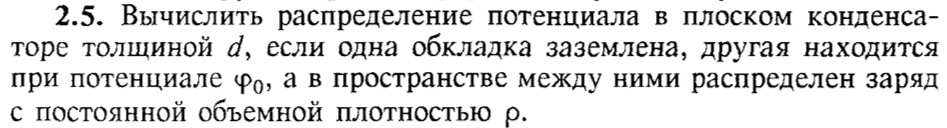 2.5. Вычислить распределение потенциала в плоском конденса-
торе толщиной d, если одна обкладка заземлена, другая находится
при потенциале φ₀, а в пространстве между ними распределен заряд
с постоянной объемной плотностью ρ.